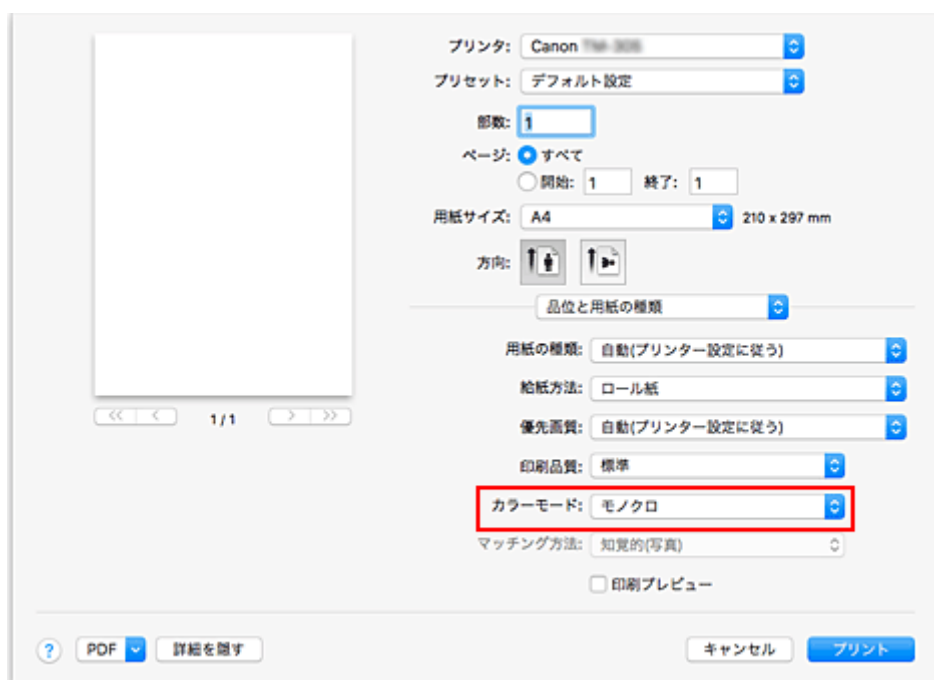 プリンタ: Canon
プリセット: デフォルト設定
部数: 1
ページ: すべて
開始: 1 終了: 1
用紙サイズ: A4 210 x 297 mm
方向:
品位と用紙の種類
用紙の種類: 自動(プリンター設定に従う)
給紙方法: ロール紙
優先画質: 自動(プリンター設定に従う)
1 / 1
印刷品質: 標準
カラーモード: モノクロ
マッチング方法: 知覚的(写真)
印刷プレビュー
? PDF 詳細を隠す キャンセル プリント